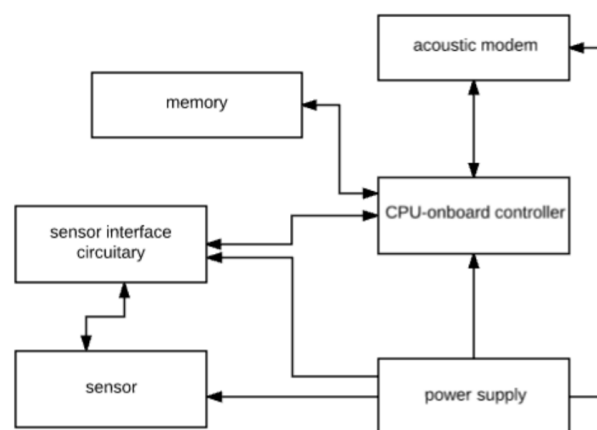 acoustic modem
memory
CPU-onboard controller
sensor interface
circuitary
sensor
power supply